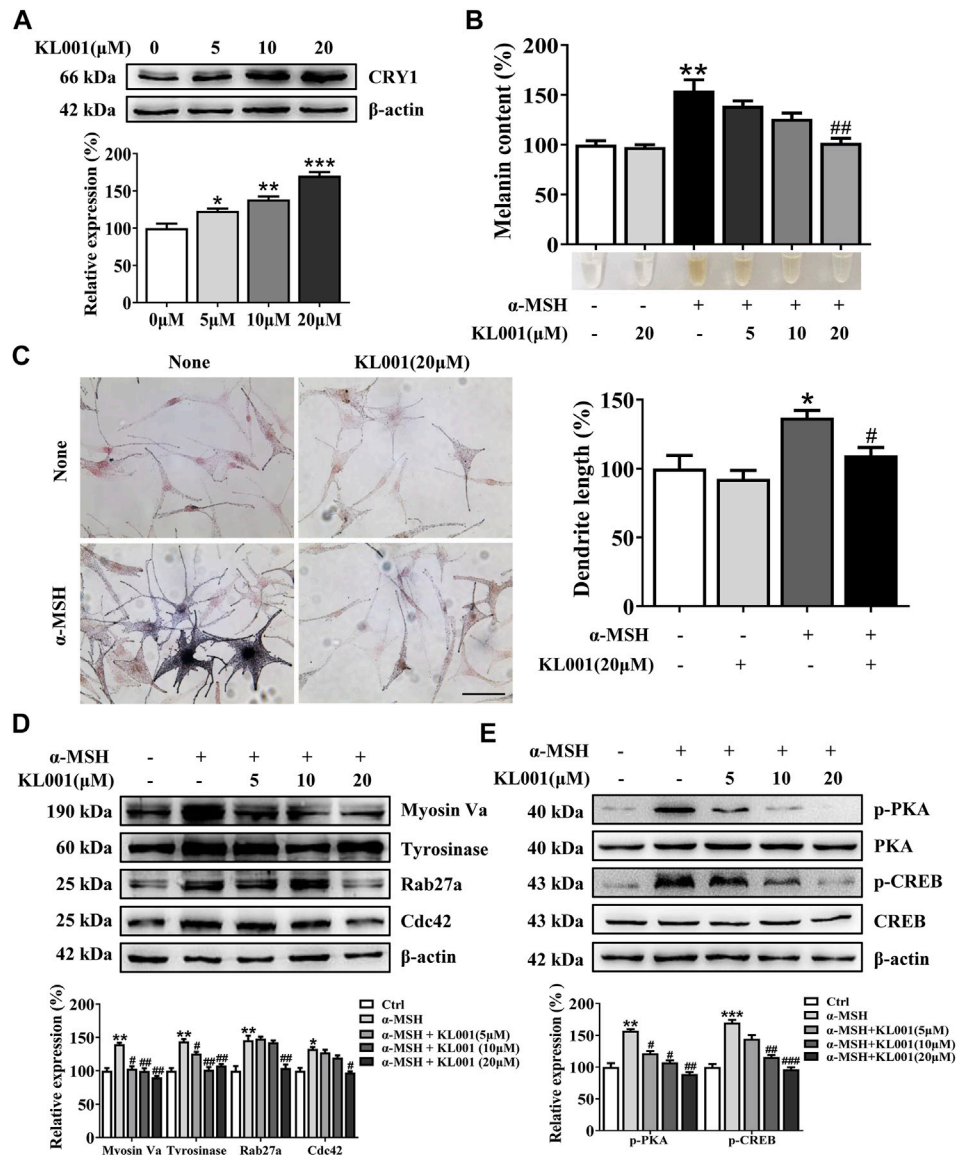 A
KL001(μM) 0 5 10 20
66 kDa CRY1
42 kDa β-actin
Relative expression (%)
200
150
100
50
0
* ** ***
0μM 5μM 10μM 20μM
B
Melanin content (%)
200
150
100
50
0
** ##
α-MSH - - + + + +
KL001(μM) - 20 - 5 10 20
C
None KL001(20μM)
None
α-MSH
Dendrite length (%)
150
100
50
0
* #
α-MSH - - + +
KL001(20μM) - + - +
D
α-MSH - + + + +
KL001(μM) - - 5 10 20
190 kDa Myosin Va
60 kDa Tyrosinase
25 kDa Rab27a
25 kDa Cdc42
42 kDa β-actin
Relative expression (%)
200
150
100
50
0
** # ## ## ** # ## ## ** ## * #
Myosin Va Tyrosinase Rab27a Cdc42
Ctrl
α-MSH
α-MSH + KL001(5μM)
α-MSH + KL001 (10μM)
α-MSH + KL001 (20μM)
E
α-MSH - + + + +
KL001(μM) - - 5 10 20
40 kDa p-PKA
40 kDa PKA
43 kDa p-CREB
43 kDa CREB
42 kDa β-actin
Relative expression (%)
200
150
100
50
0
** # # ## *** ## ###
p-PKA p-CREB
Ctrl
α-MSH
α-MSH+KL001(5μM)
α-MSH+KL001(10μM)
α-MSH+KL001(20μM)